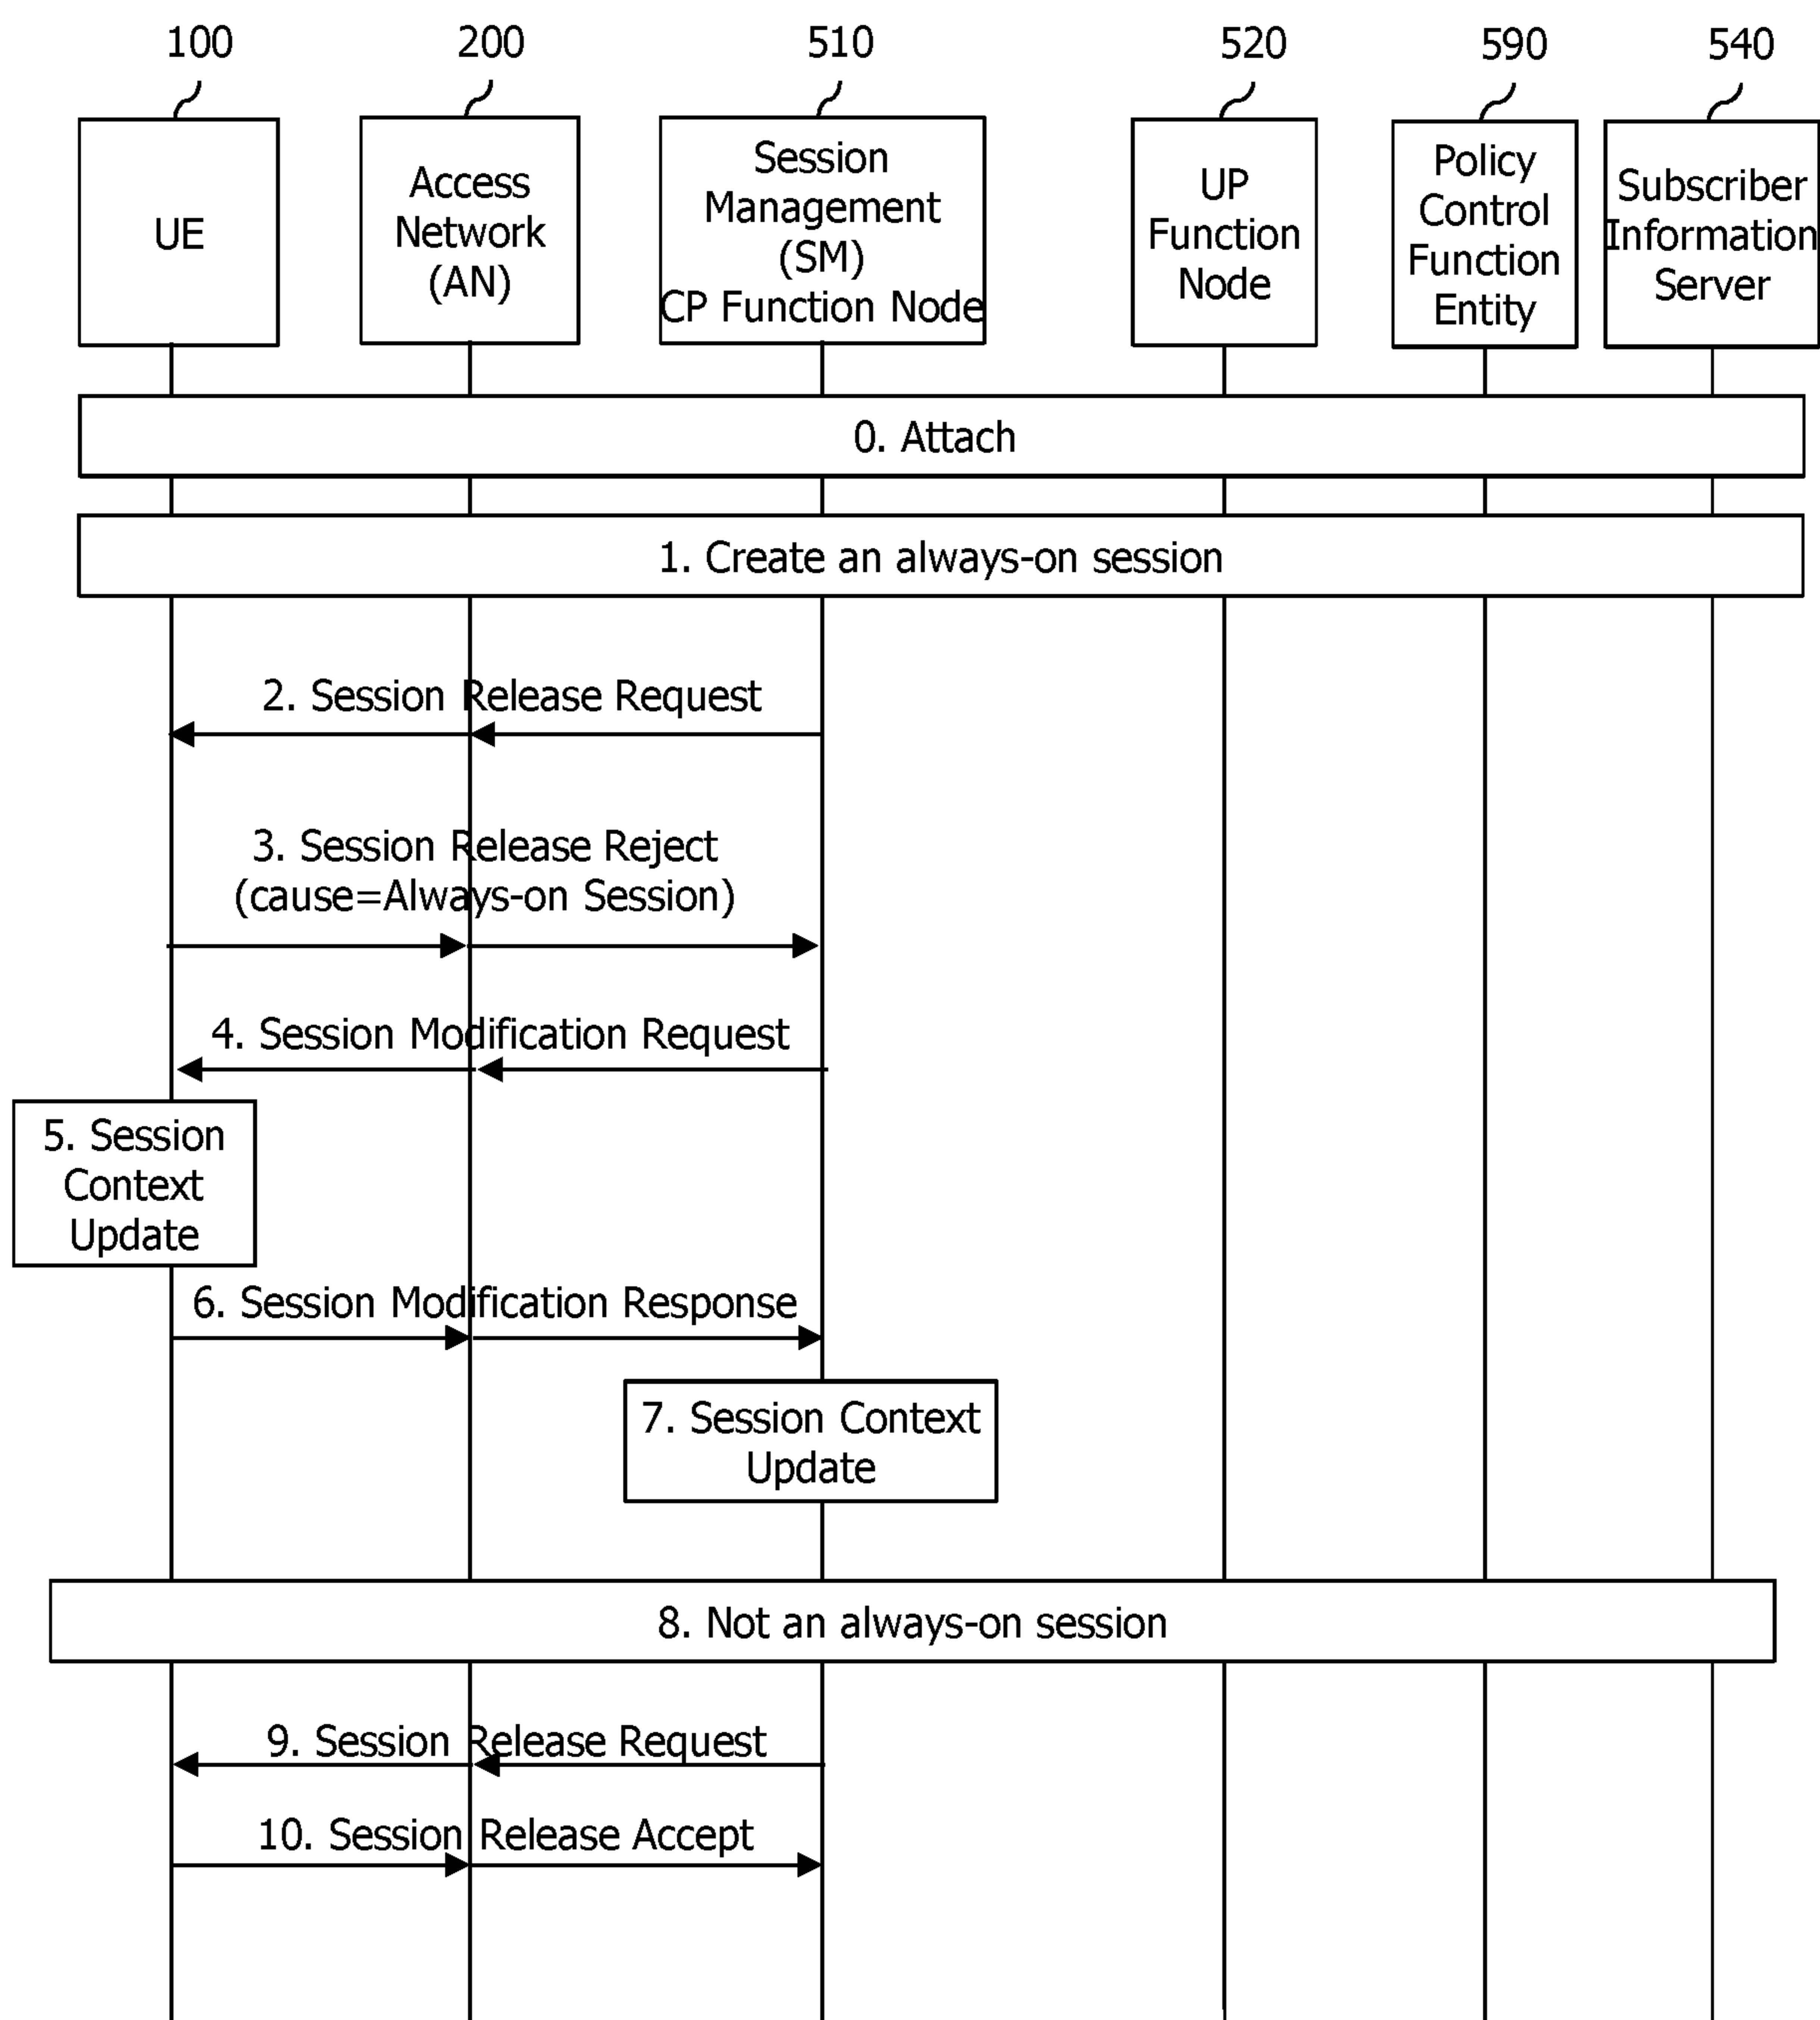 100
200
510
520
590
540
UE
Access
Network
(AN)
Session
Management
(SM)
CP Function Node
UP
Function
Node
Policy
Control
Function
Entity
Subscriber
Information
Server
0. Attach
1. Create an always-on session
2. Session Release Request
3. Session Release Reject
(cause=Always-on Session)
4. Session Modification Request
5. Session
Context
Update
6. Session Modification Response
7. Session Context
Update
8. Not an always-on session
9. Session Release Request
10. Session Release Accept